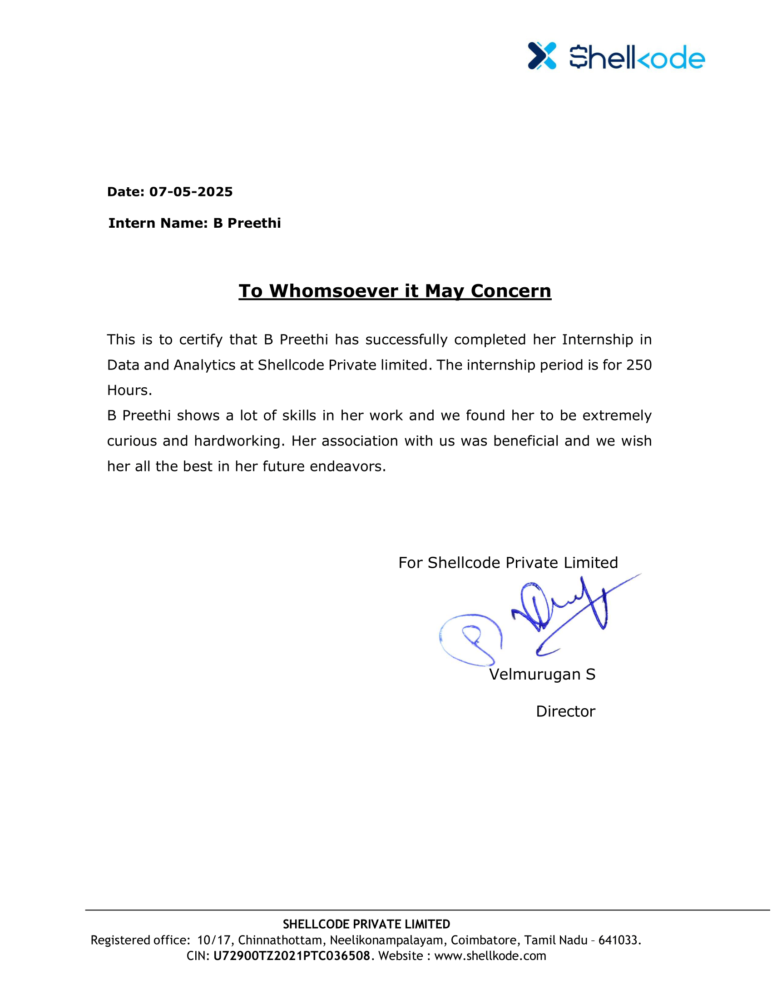 Shellkode
Date: 07-05-2025
Intern Name: B Preethi
To Whomsoever it May Concern
This is to certify that B Preethi has successfully completed her Internship in
Data and Analytics at Shellcode Private limited. The internship period is for 250
Hours.
B Preethi shows a lot of skills in her work and we found her to be extremely
curious and hardworking. Her association with us was beneficial and we wish
her all the best in her future endeavors.
For Shellcode Private Limited
Velmurugan S
Director
SHELLCODE PRIVATE LIMITED
Registered office: 10/17, Chinnathottam, Neelikonampalayam, Coimbatore, Tamil Nadu – 641033.
CIN: U72900TZ2021PTC036508. Website : www.shellkode.com